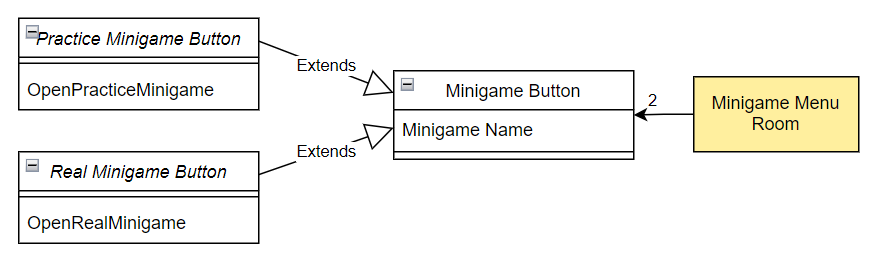 Practice Minigame Button
OpenPracticeMinigame
Extends
Minigame Button
Minigame Name
2
Minigame Menu
Room
Real Minigame Button
OpenRealMinigame
Extends